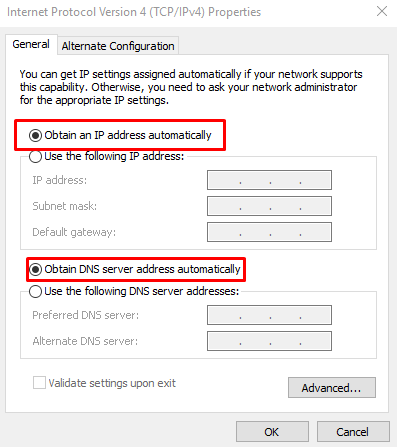 Internet Protocol Version 4 (TCP/IPv4) Properties
General
Alternate Configuration
You can get IP settings assigned automatically if your network supports
this capability. Otherwise, you need to ask your network administrator
for the appropriate IP settings.
Obtain an IP address automatically
Use the following IP address:
IP address:
Subnet mask:
Default gateway:
Obtain DNS server address automatically
Use the following DNS server addresses:
Preferred DNS server:
Alternate DNS server:
Validate settings upon exit
Advanced...
OK
Cancel